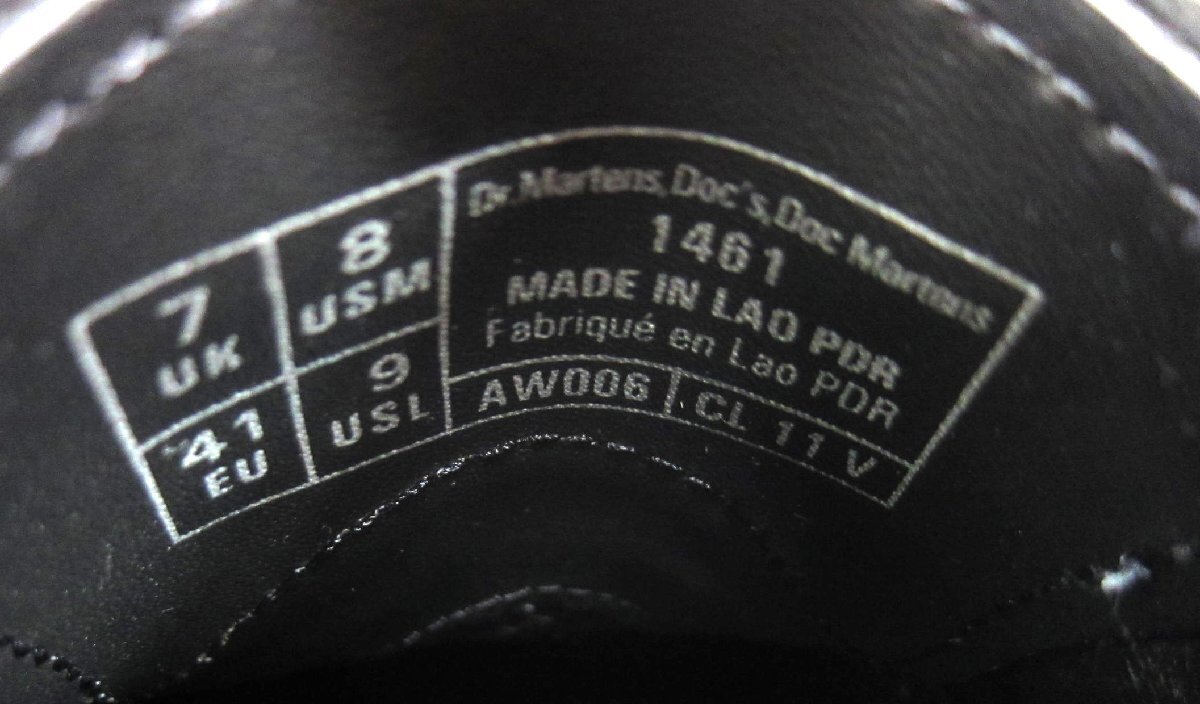 7
UK
8
USM
41
EU
9
USL
Dr.Martens,Doc's,Doc Martens
1461
MADE IN LAO PDR
Fabriqué en Lao PDR
AW006
CL 11 V